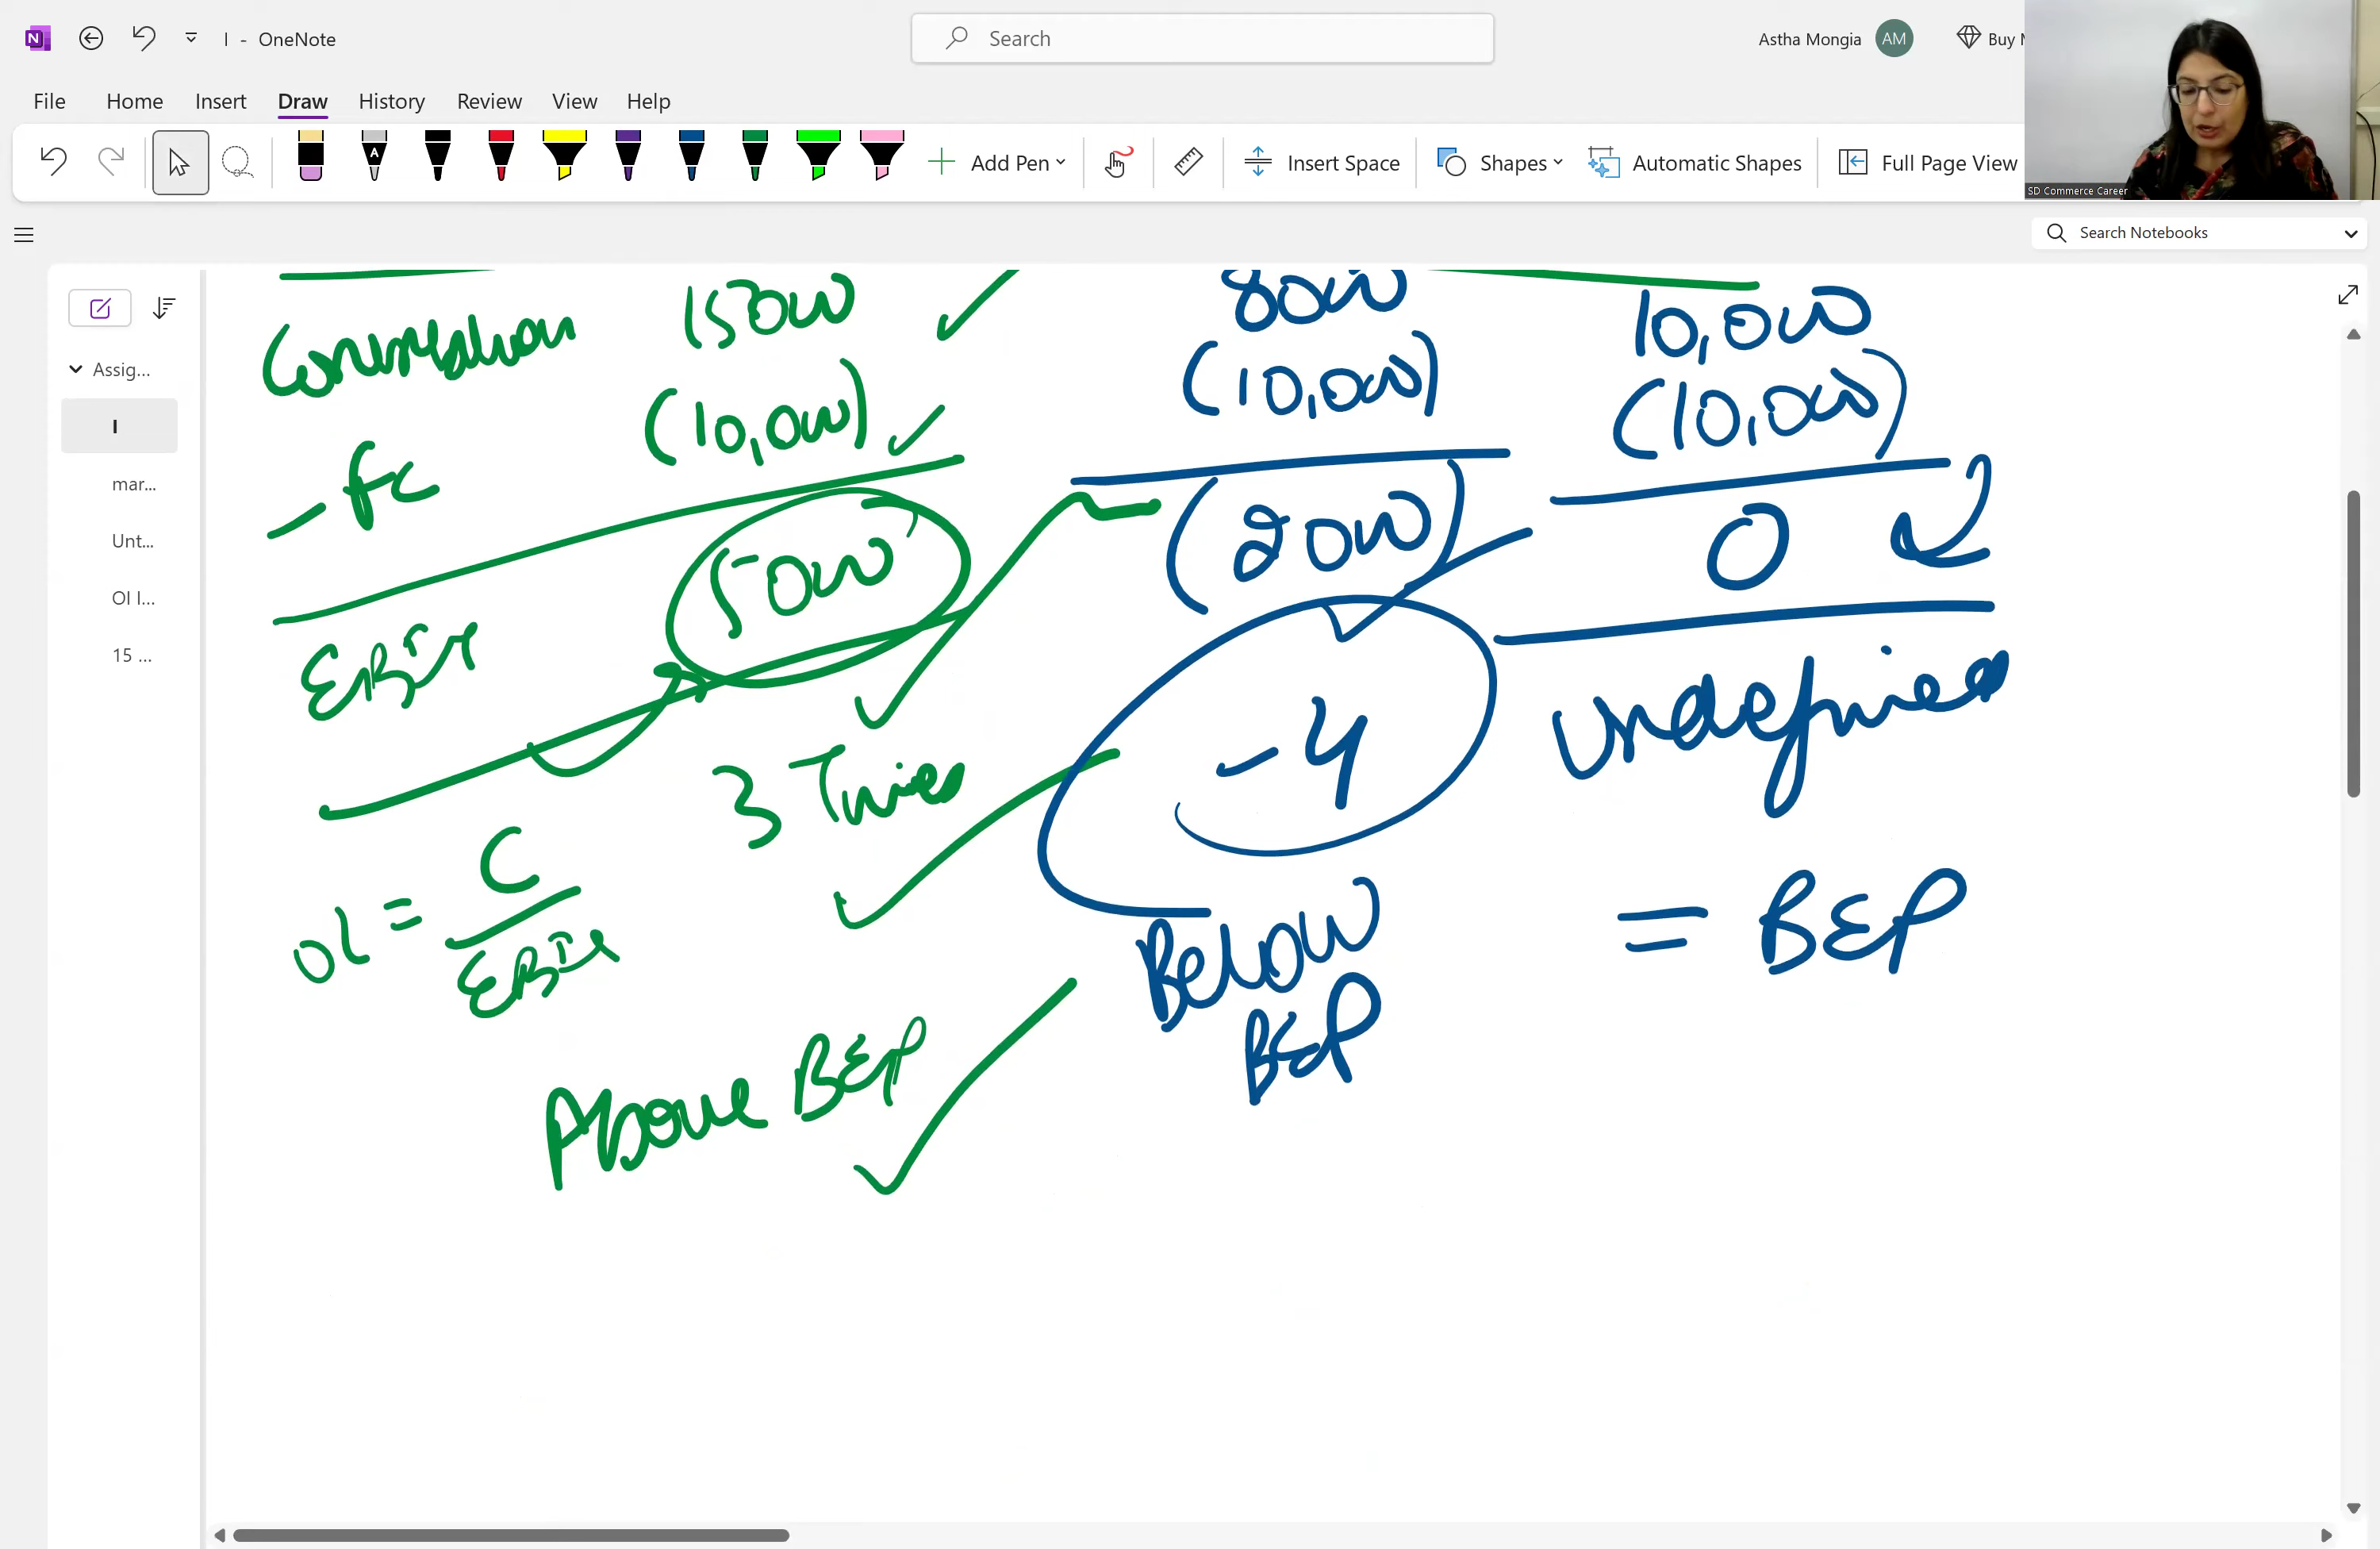 I - OneNote
Search
Astha Mongia AM
Buy
File Home Insert Draw History Review View Help
Add Pen Insert Space Shapes Automatic Shapes Full Page View
SD Commerce Career
Search Notebooks
Assig...
I
mar...
Unt...
OI I...
15 ...
Contribution 15000 8000 10,000
- FC (10,000) (10,000) (10,000)
EBIT 5000 (2000) 0
3 Times -4 undefined
OL = C
EBIT
Above BEP Below BEP = BEP